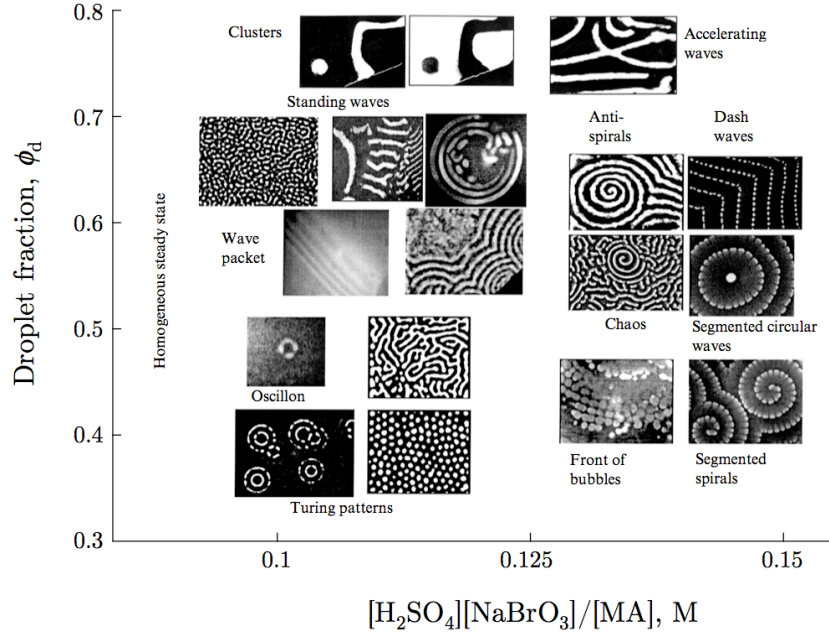 0.8
Clusters
Accelerating
waves
Standing waves
0.7
Anti-
spirals
Dash
waves
Droplet fraction, ϕd
Homogeneous steady state
0.6
Wave
packet
0.5
Chaos
Segmented circular
waves
Oscillon
0.4
Front of
bubbles
Segmented
spirals
Turing patterns
0.3
0.1
0.125
0.15
[H₂SO₄][NaBrO₃]/[MA], M